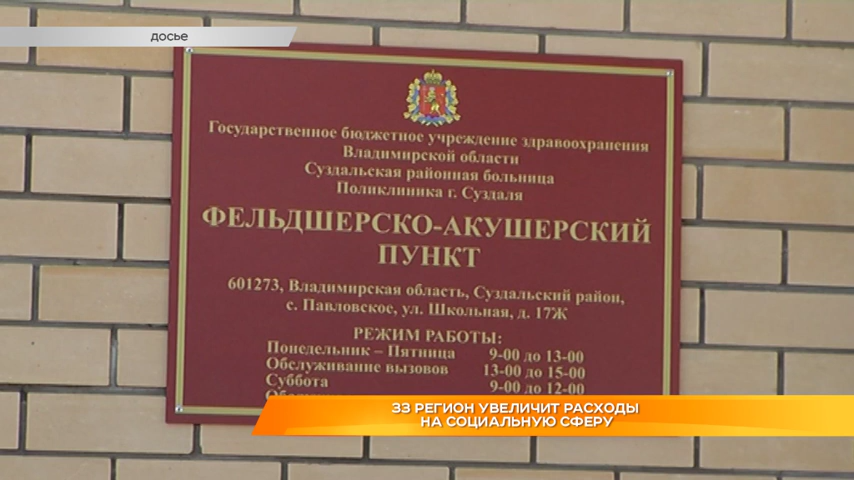 ДОСЬЕ
Государственное бюджетное учреждение здравоохранения
Владимирской области
Суздальская районная больница
Поликлиника г. Суздаля
ФЕЛЬДШЕРСКО-АКУШЕРСКИЙ
ПУНКТ
601273, Владимирская область, Суздальский район,
с. Павловское, ул. Школьная, д. 17Ж
РЕЖИМ РАБОТЫ:
Понедельник – Пятница 9-00 до 13-00
Обслуживание вызовов 13-00 до 15-00
Суббота 9-00 до 12-00
33 РЕГИОН УВЕЛИЧИТ РАСХОДЫ
НА СОЦИАЛЬНУЮ СФЕРУ